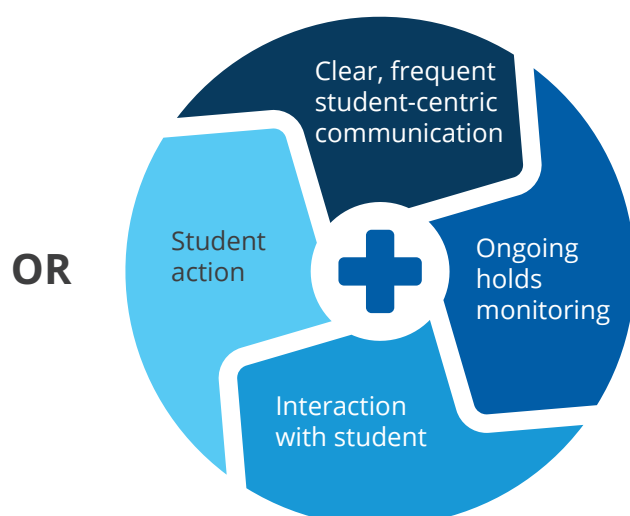 OR
Clear, frequent
student-centric
communication
Ongoing
holds
monitoring
Interaction
with student
Student
action